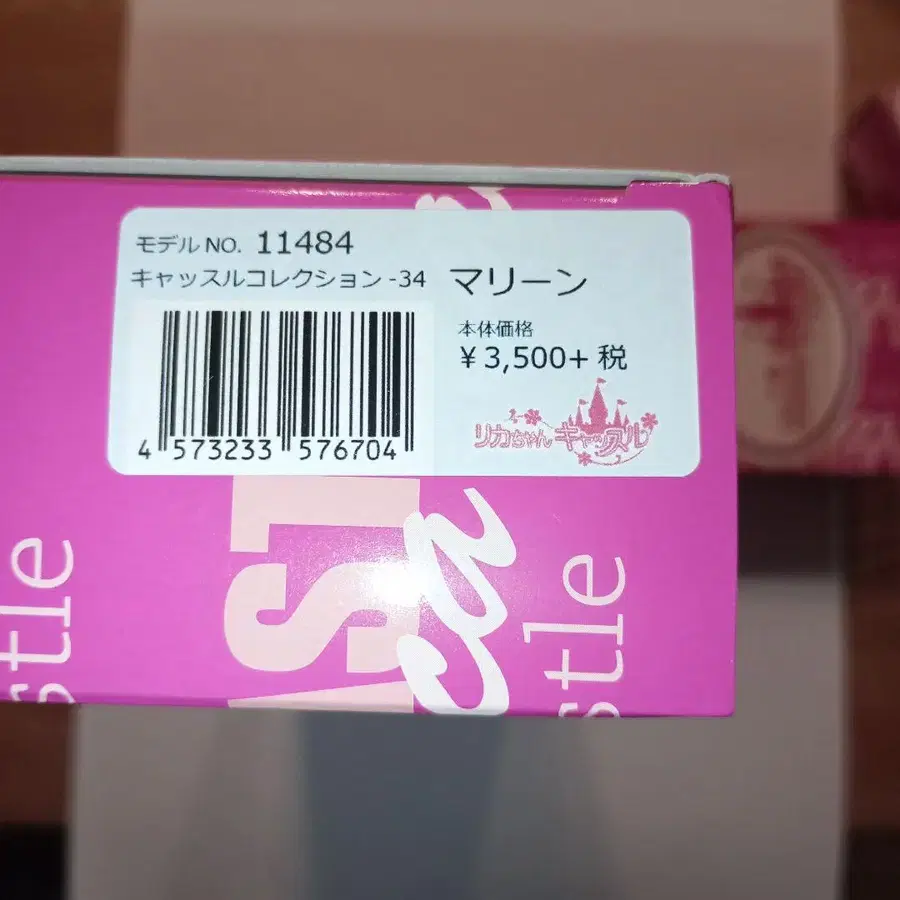 モデルNO. 11484
キャッスルコレクション -34 マリーン
本体価格
¥ 3,500+ 税
4 573233 576704
リカちゃん キャッスル
stle
stle